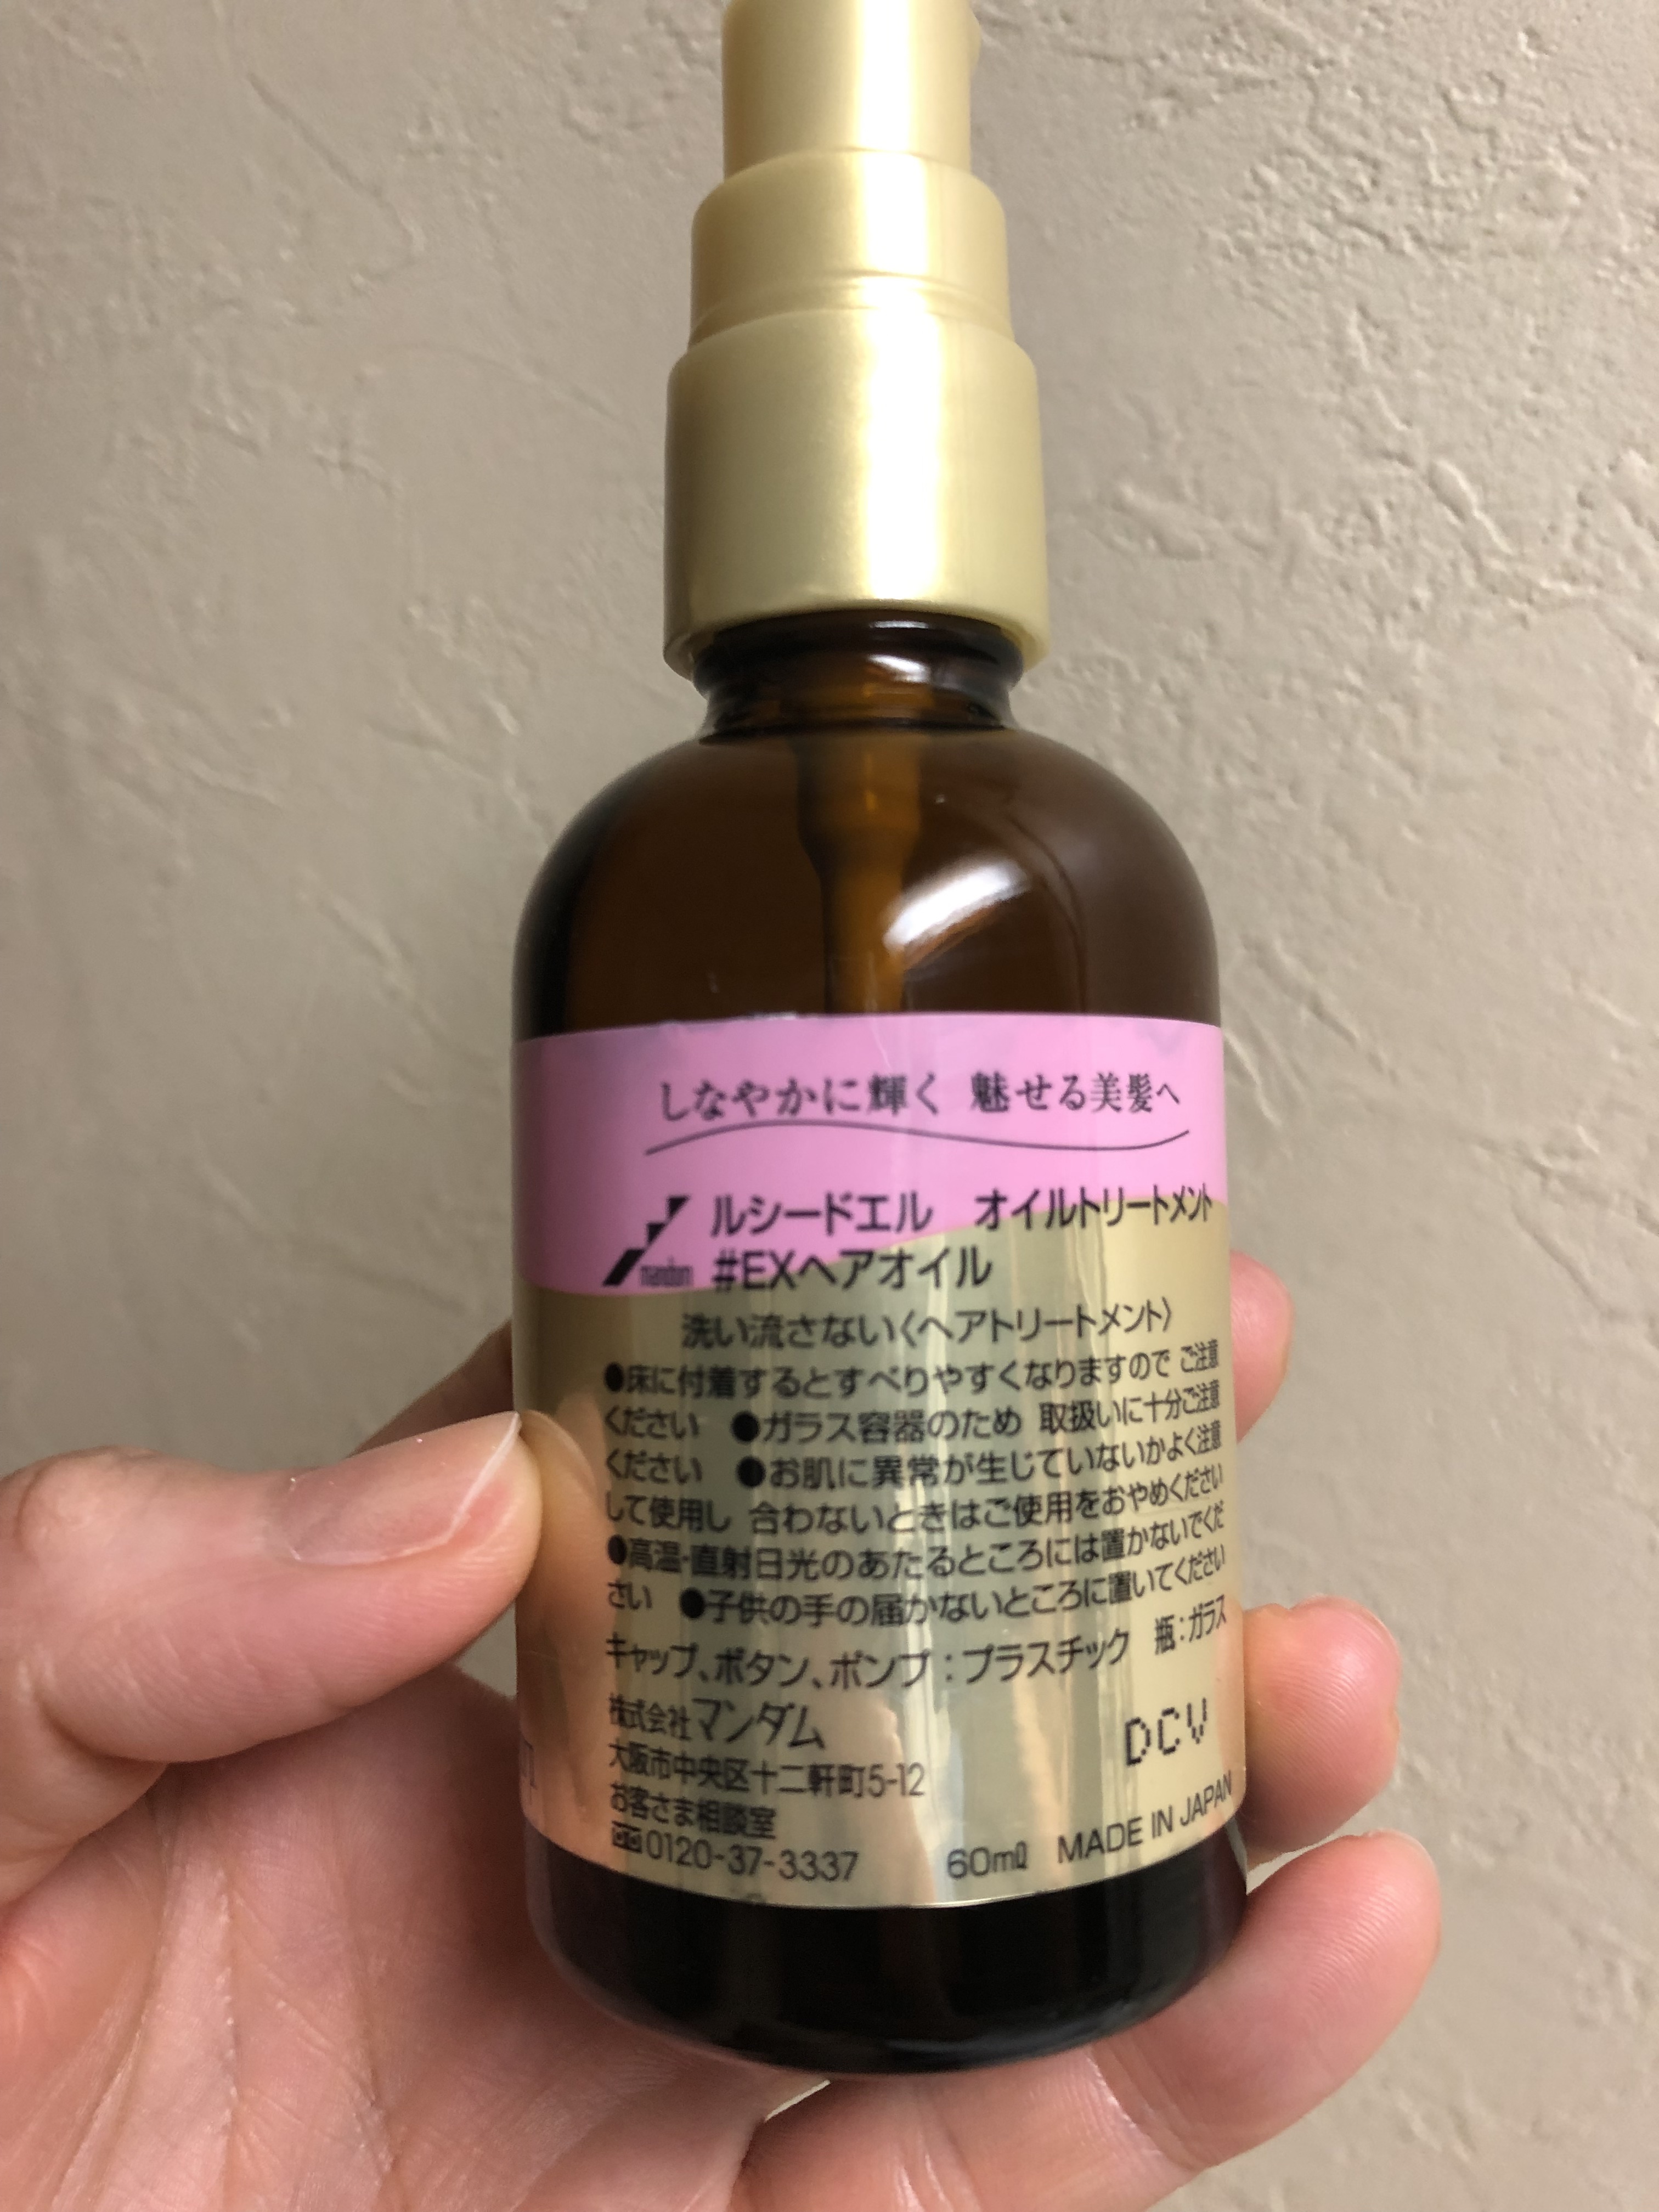 しなやかに輝く 魅せる美髪へ
mandom
ルシードエル オイルトリートメント
#EXヘアオイル
洗い流さない〈ヘアトリートメント〉
●床に付着するとすべりやすくなりますので ご注意
ください ●ガラス容器のため 取扱いに十分ご注意
ください ●お肌に異常が生じていないかよく注意
して使用し 合わないときはご使用をおやめください
●高温・直射日光のあたるところには置かないでくだ
さい ●子供の手の届かないところに置いてください
キャップ、ボタン、ポンプ：プラスチック 瓶：ガラス
株式会社マンダム
DCV
大阪市中央区十二軒町5-12
お客さま相談室
0120-37-3337 60mℓ MADE IN JAPAN